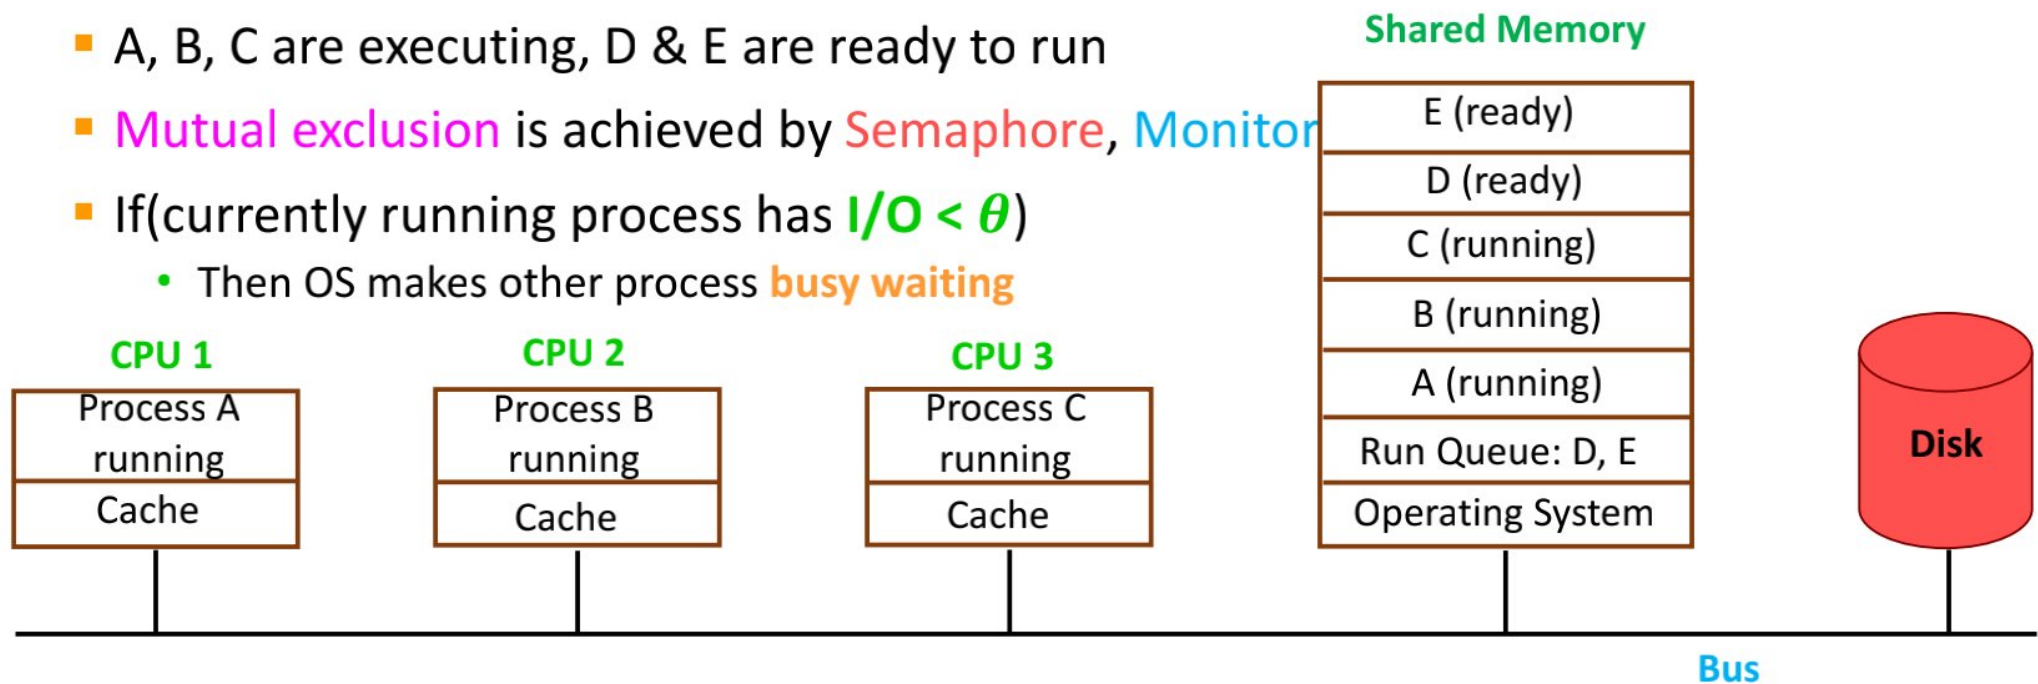 ▪ A, B, C are executing, D & E are ready to run
▪ Mutual exclusion is achieved by Semaphore, Monitor
▪ If(currently running process has I/O < θ)
• Then OS makes other process busy waiting
CPU 1
Process A
running
Cache
CPU 2
Process B
running
Cache
CPU 3
Process C
running
Cache
Shared Memory
E (ready)
D (ready)
C (running)
B (running)
A (running)
Run Queue: D, E
Operating System
Disk
Bus